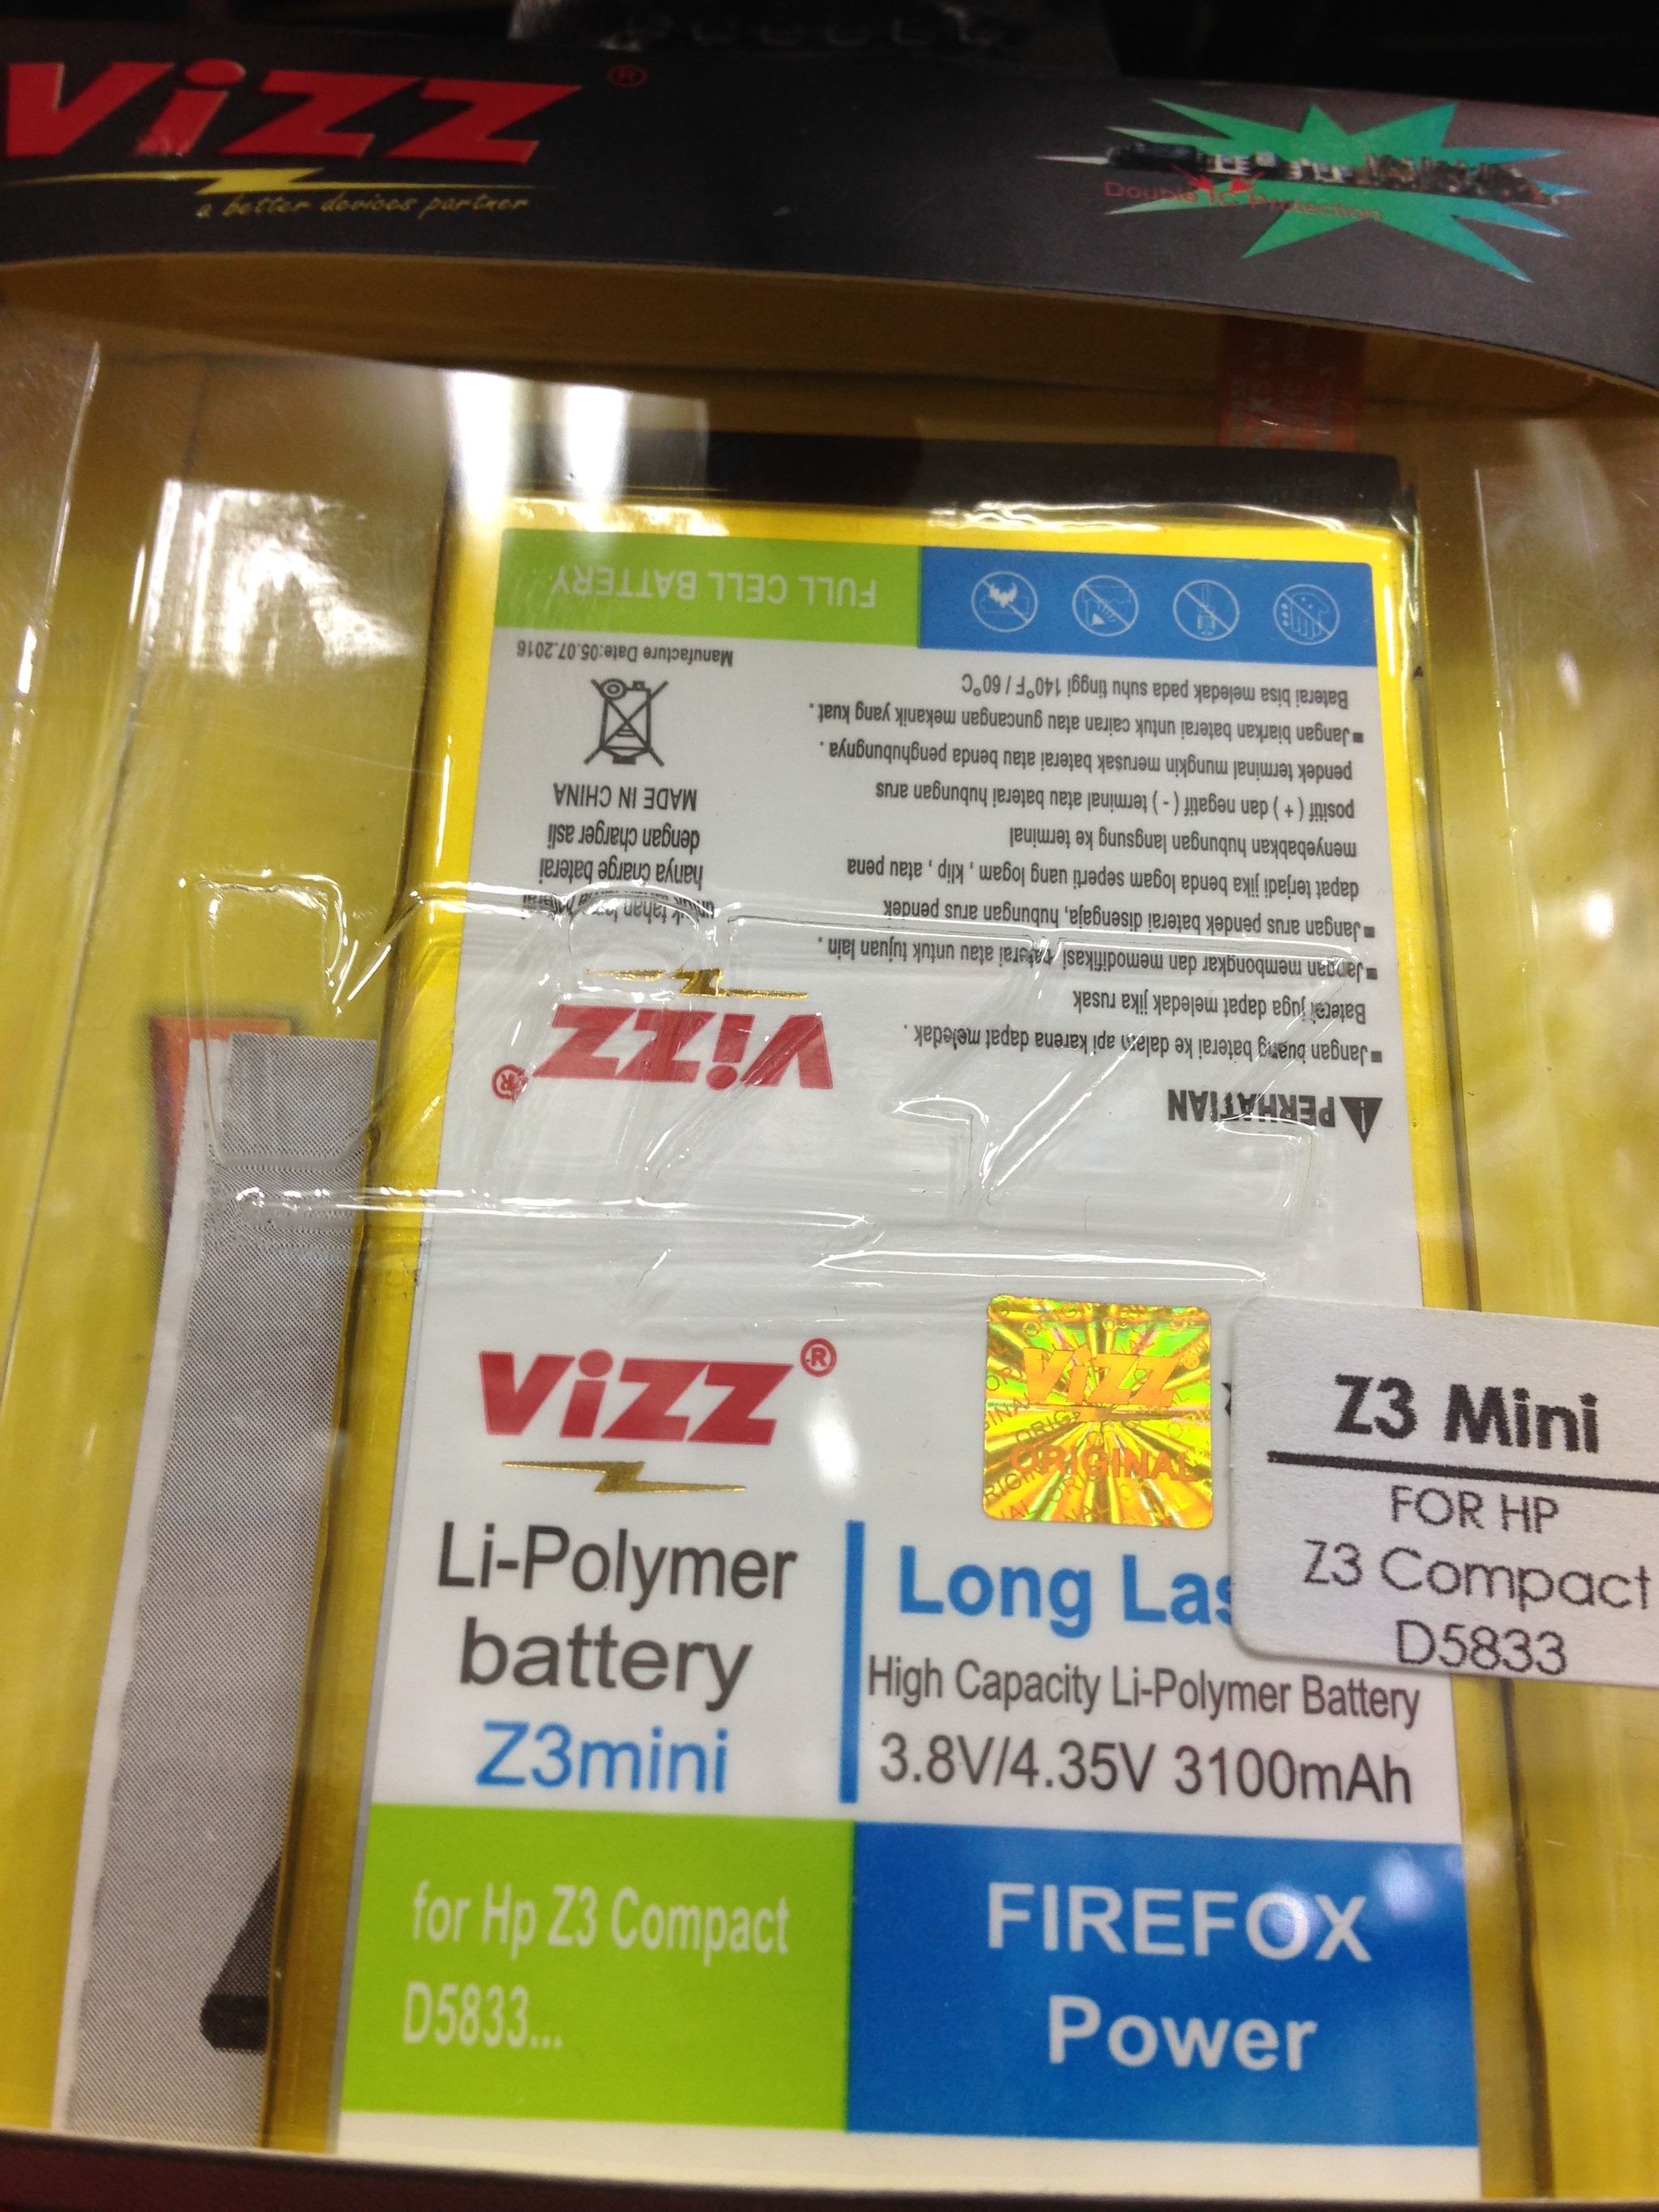 ViZZ®
a better devices partner
Double IC Protection
FULL CELL BATTERY
Manufacture Date:05.07.2016
MADE IN CHINA
hanya charge baterai
dengan charger asli
ViZZ®
PERHATIAN
■ Jangan buang baterai ke dalam api karena dapat meledak .
Baterai juga dapat meledak jika rusak
■ Jangan membongkar dan memodifikasi baterai atau untuk tujuan lain .
■ Jangan arus pendek baterai disengaja, hubungan arus pendek
dapat terjadi jika benda logam seperti uang logam , klip , atau pena
menyebabkan hubungan langsung ke terminal
positif ( + ) dan negatif ( - ) terminal atau baterai hubungan arus
pendek terminal mungkin merusak baterai atau benda penghubungnya .
■ Jangan biarkan baterai untuk cairan atau guncangan mekanik yang kuat .
Baterai bisa meledak pada suhu tinggi 140°F / 60°C
ViZZ®
ViZZ®
ORIGINAL
Li-Polymer
battery
Z3mini
Long Las
High Capacity Li-Polymer Battery
3.8V/4.35V 3100mAh
for Hp Z3 Compact
D5833...
FIREFOX
Power
Z3 Mini
FOR HP
Z3 Compact
D5833